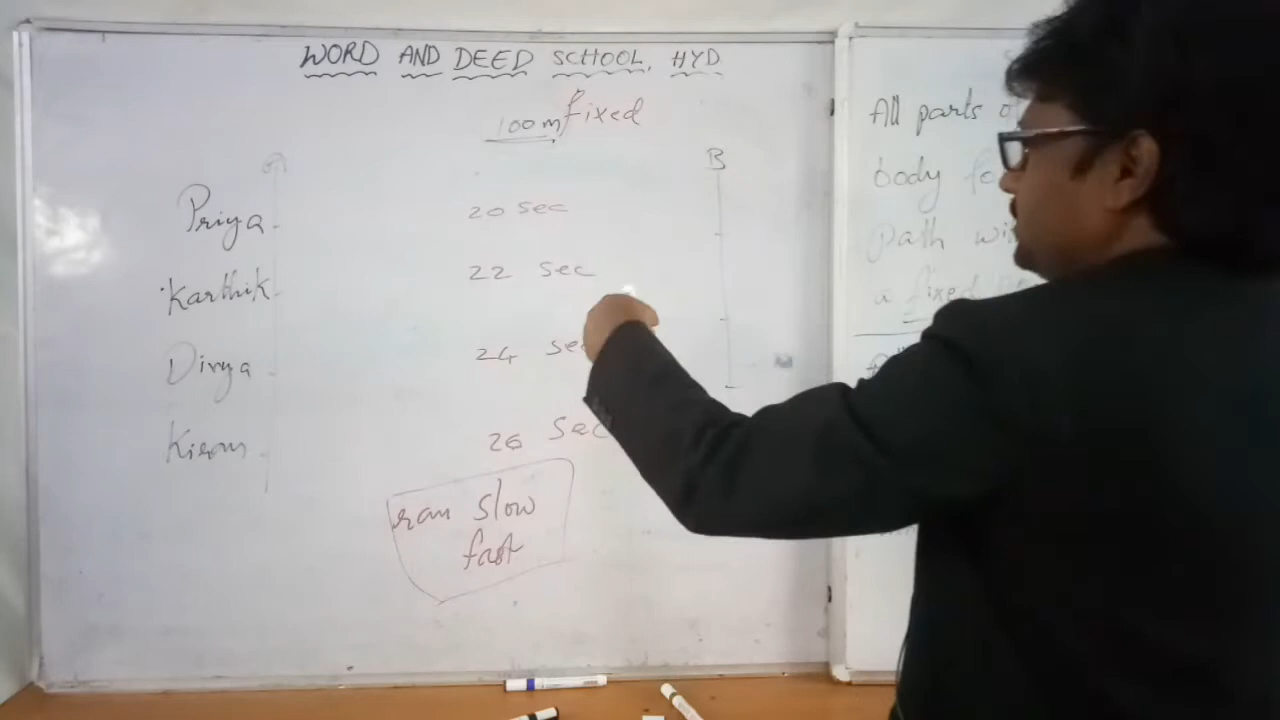 WORD AND DEED SCHOOL, HYD
100m fixed
A B
Priya 20 sec
Karthik 22 sec
Divya 24 sec
Kiran 26 Sec
ran slow
fast
All parts of
body
path
a fixed